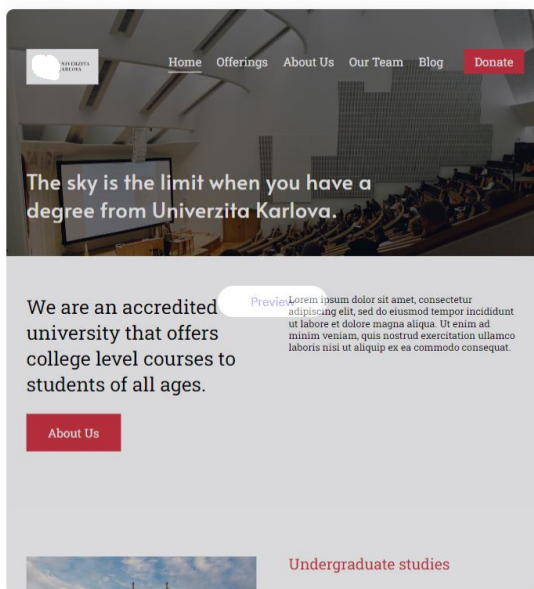 Home Offerings About Us Our Team Blog Donate
The sky is the limit when you have a
degree from Univerzita Karlova.
We are an accredited
university that offers
college level courses to
students of all ages.
About Us
Preview
Lorem ipsum dolor sit amet, consectetur
adipiscing elit, sed do eiusmod tempor incididunt
ut labore et dolore magna aliqua. Ut enim ad
minim veniam, quis nostrud exercitation ullamco
laboris nisi ut aliquip ex ea commodo consequat.
Undergraduate studies